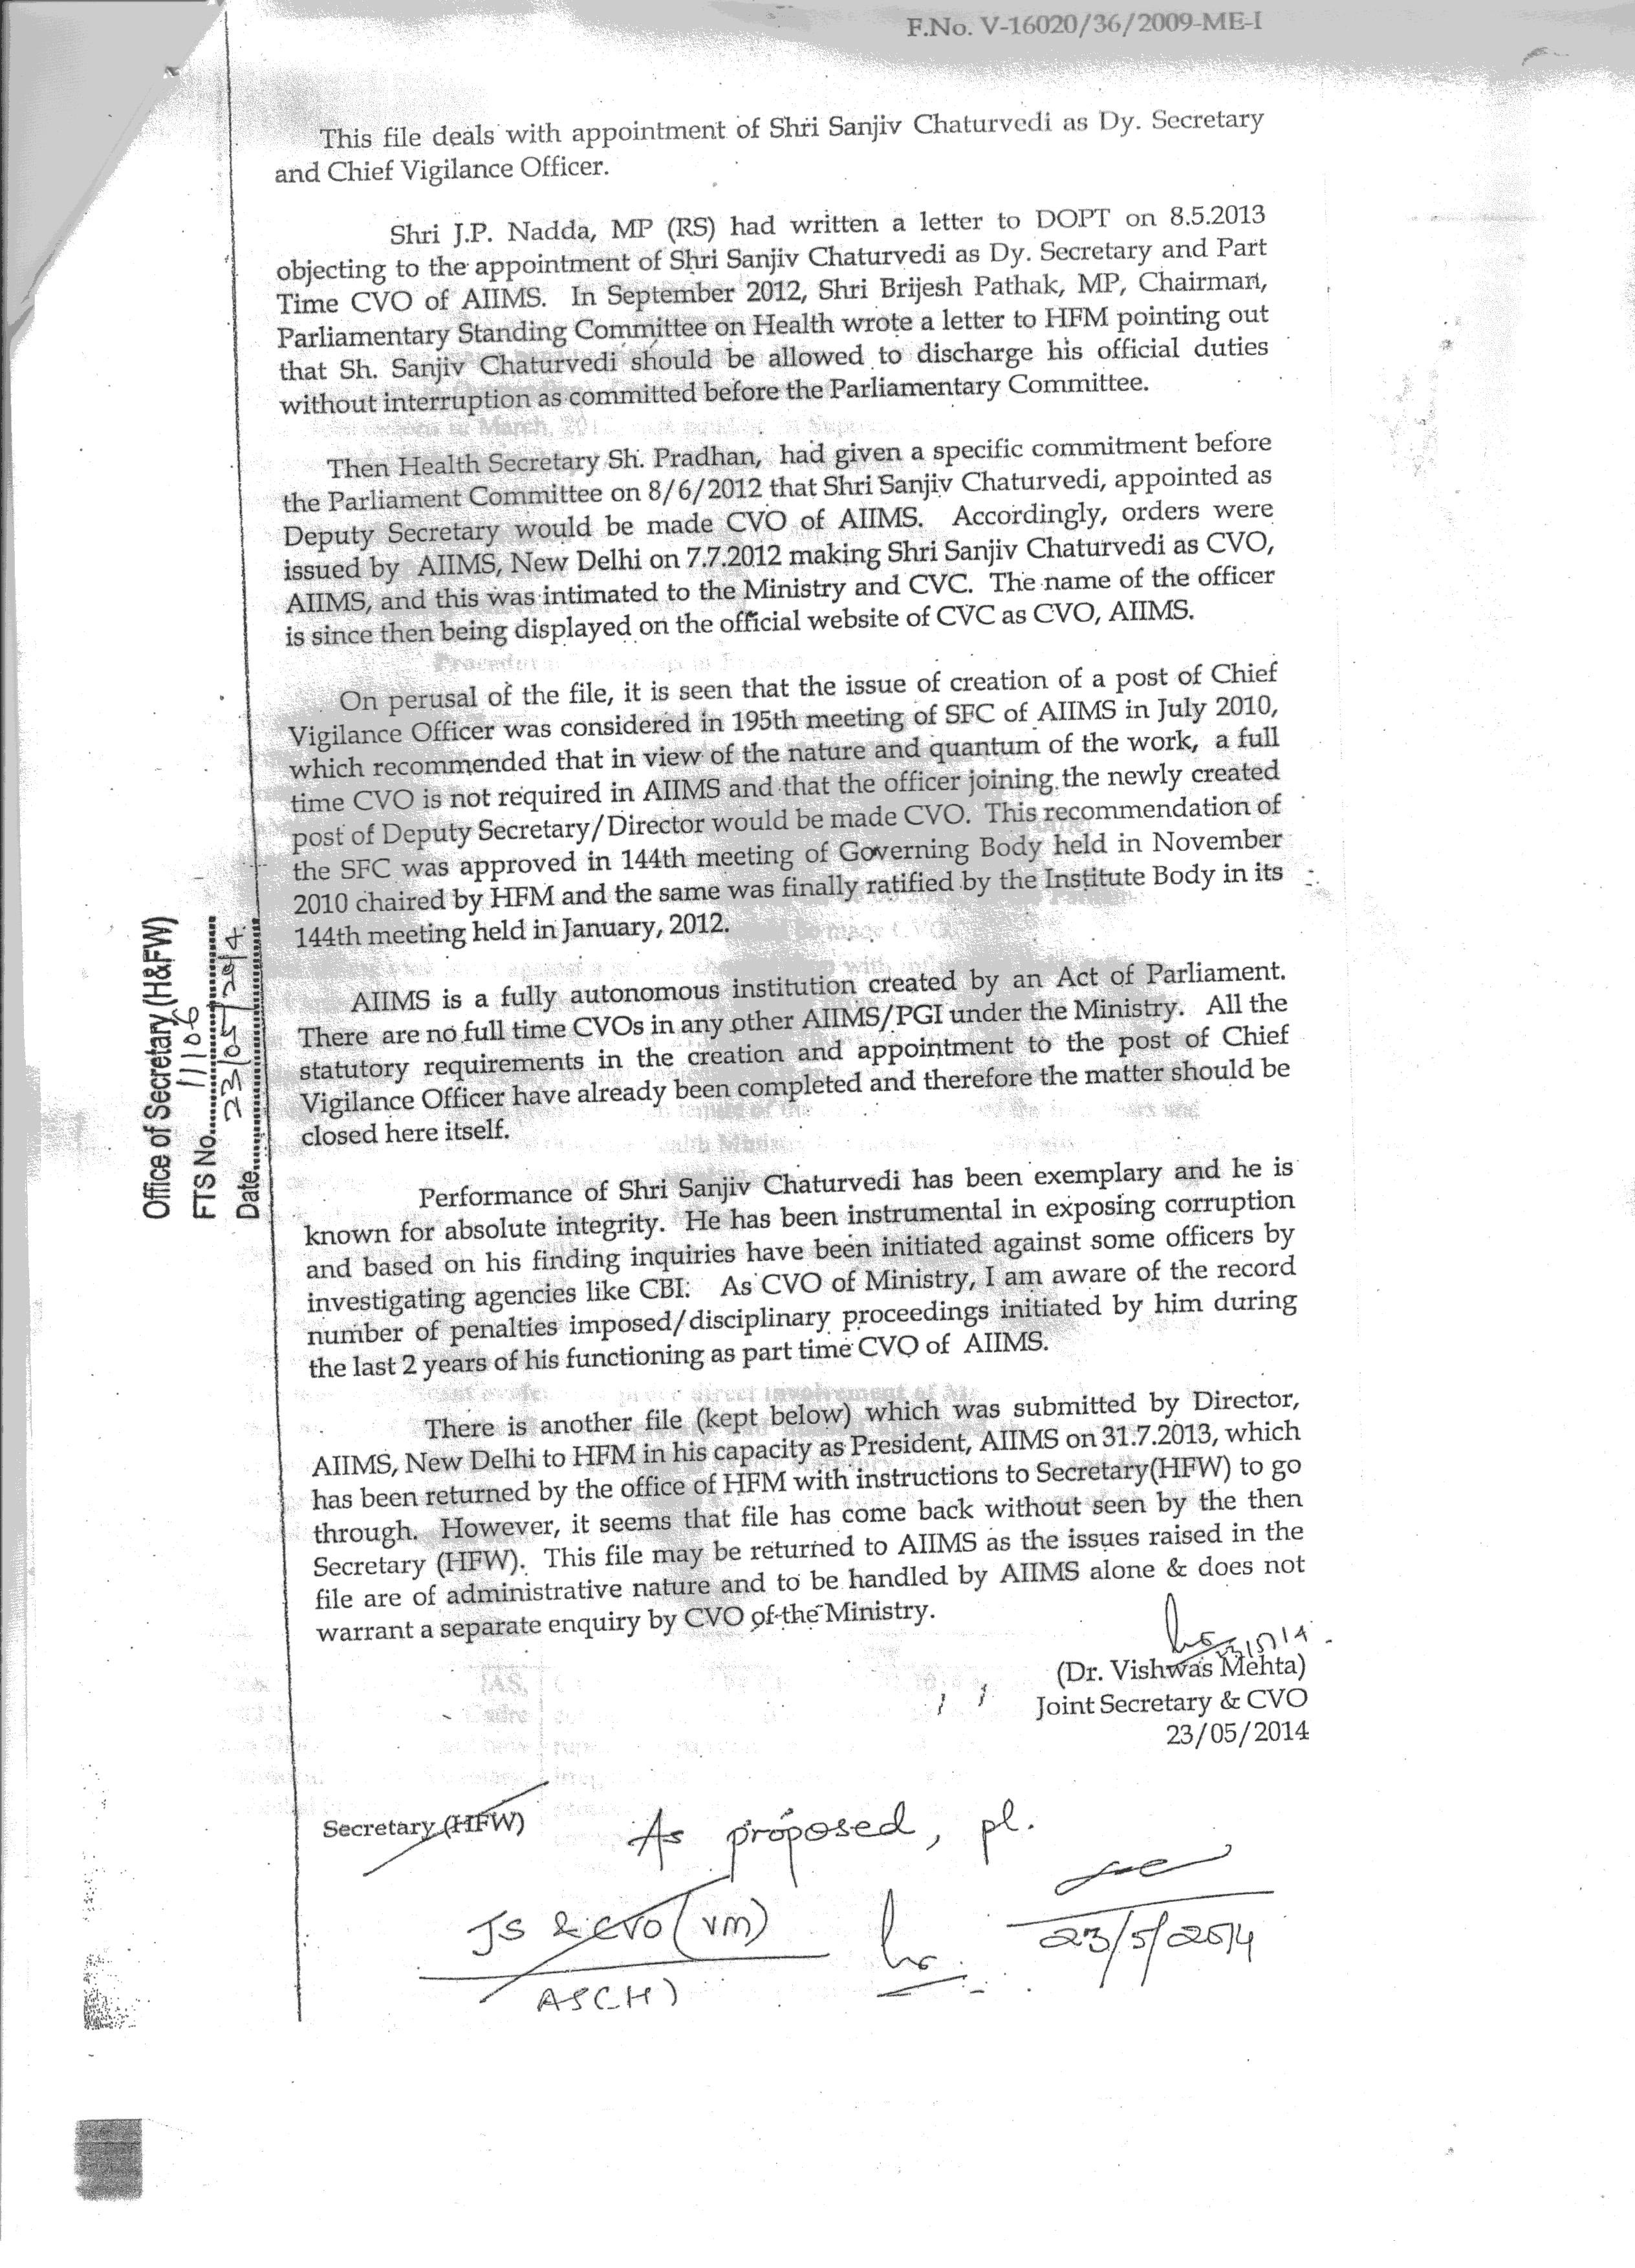 F.No. V-16020/36/2009-ME-I
This file deals with appointment of Shri Sanjiv Chaturvedi as Dy. Secretary
and Chief Vigilance Officer.
Shri J.P. Nadda, MP (RS) had written a letter to DOPT on 8.5.2013
objecting to the appointment of Shri Sanjiv Chaturvedi as Dy. Secretary and Part
Time CVO of AIIMS. In September 2012, Shri Brijesh Pathak, MP, Chairman,
Parliamentary Standing Committee on Health wrote a letter to HFM pointing out
that Sh. Sanjiv Chaturvedi should be allowed to discharge his official duties
without interruption as committed before the Parliamentary Committee.
Then Health Secretary Sh. Pradhan, had given a specific commitment before
the Parliament Committee on 8/6/2012 that Shri Sanjiv Chaturvedi, appointed as
Deputy Secretary would be made CVO of AIIMS. Accordingly, orders were
issued by AIIMS, New Delhi on 7.7.2012 making Shri Sanjiv Chaturvedi as CVO,
AIIMS, and this was intimated to the Ministry and CVC. The name of the officer
is since then being displayed on the official website of CVC as CVO, AIIMS.
On perusal of the file, it is seen that the issue of creation of a post of Chief
Vigilance Officer was considered in 195th meeting of SFC of AIIMS in July 2010,
which recommended that in view of the nature and quantum of the work, a full
time CVO is not required in AIIMS and that the officer joining the newly created
post of Deputy Secretary/Director would be made CVO. This recommendation of
the SFC was approved in 144th meeting of Governing Body held in November
2010 chaired by HFM and the same was finally ratified by the Institute Body in its
144th meeting held in January, 2012.
AIIMS is a fully autonomous institution created by an Act of Parliament.
There are no full time CVOs in any other AIIMS/PGI under the Ministry. All the
statutory requirements in the creation and appointment to the post of Chief
Vigilance Officer have already been completed and therefore the matter should be
closed here itself.
Office of Secretary (H&FW)
FTS No. 11106
Date 23/05/2014
Performance of Shri Sanjiv Chaturvedi has been exemplary and he is
known for absolute integrity. He has been instrumental in exposing corruption
and based on his finding inquiries have been initiated against some officers by
investigating agencies like CBI: As CVO of Ministry, I am aware of the record
number of penalties imposed/disciplinary proceedings initiated by him during
the last 2 years of his functioning as part time CVO of AIIMS.
There is another file (kept below) which was submitted by Director,
AIIMS, New Delhi to HFM in his capacity as President, AIIMS on 31.7.2013, which
has been returned by the office of HFM with instructions to Secretary(HFW) to go
through. However, it seems that file has come back without seen by the then
Secretary (HFW). This file may be returned to AIIMS as the issues raised in the
file are of administrative nature and to be handled by AIIMS alone & does not
warrant a separate enquiry by CVO of the Ministry.
23/5/14
(Dr. Vishwas Mehta)
Joint Secretary & CVO
23/05/2014
Secretary (HFW)
As proposed, pl.
JS & CVO (VM)
23/5/2014
AS(H)